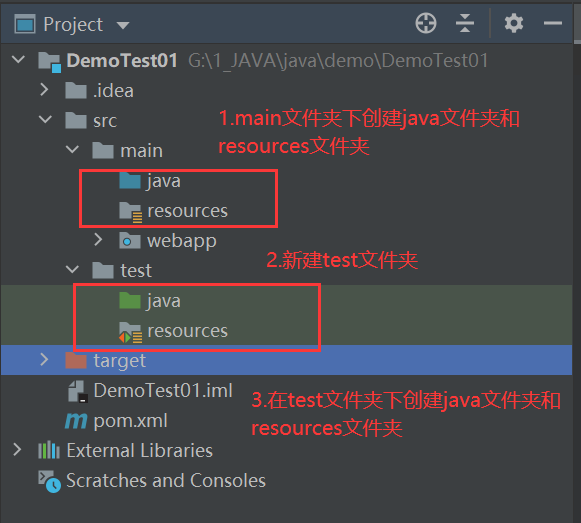 Project
DemoTest01 G:\1_JAVA\java\demo\DemoTest01
.idea
src
1.main文件夹下创建java文件夹和
resources文件夹
main
java
resources
webapp
2.新建test文件夹
test
java
resources
target
DemoTest01.iml
3.在test文件夹下创建java文件夹和
resources文件夹
pom.xml
External Libraries
Scratches and Consoles